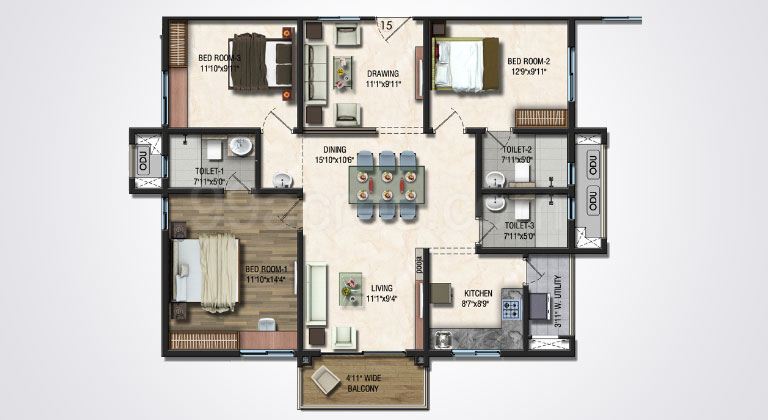 15
BED ROOM-3
11'10"x9'11"
DRAWING
11'1"x9'11"
BED ROOM-2
12'9"x9'11"
ODU
TOILET-1
7'11"x5'0"
DINING
15'10"x10'6"
TOILET-2
7'11"x5'0"
ODU
ODU
TOILET-3
7'11"x5'0"
BED ROOM-1
11'10"x14'4"
LIVING
11'1"x9'4"
pooja
KITCHEN
8'7"x8'9"
3'11" W. UTILITY
4'11" WIDE
BALCONY